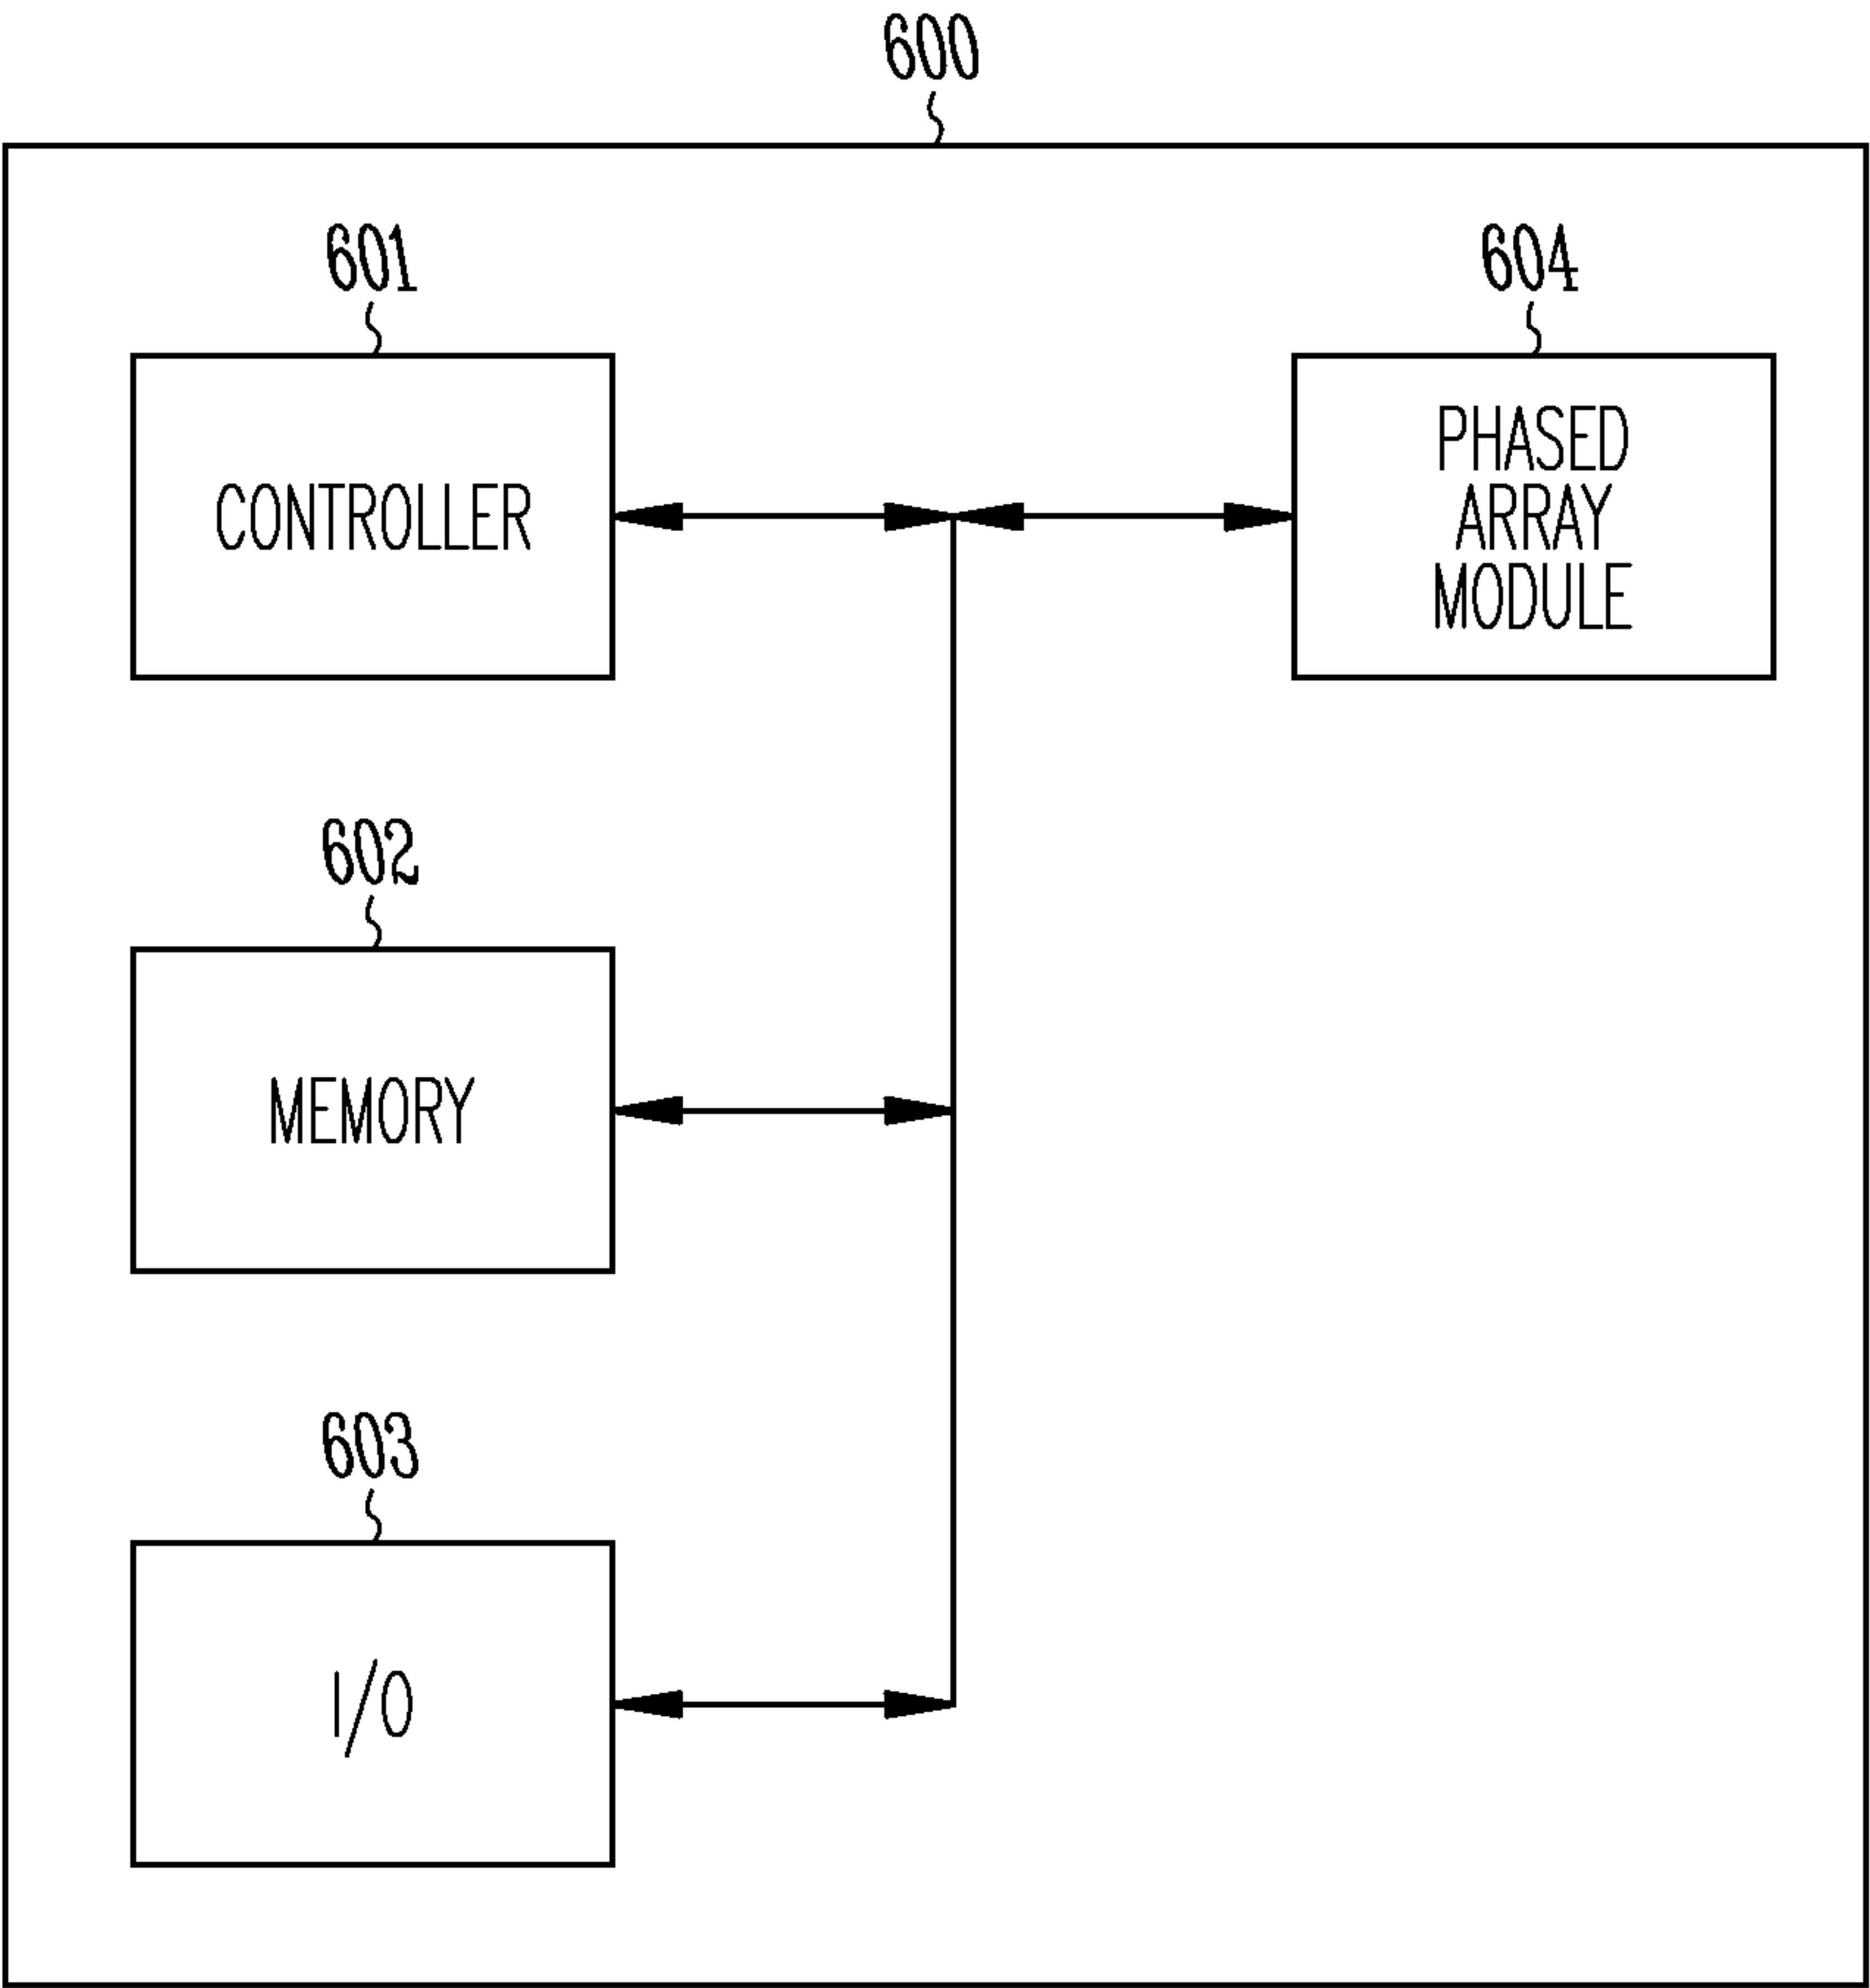 600
601
CONTROLLER
604
PHASED
ARRAY
MODULE
602
MEMORY
603
I/O